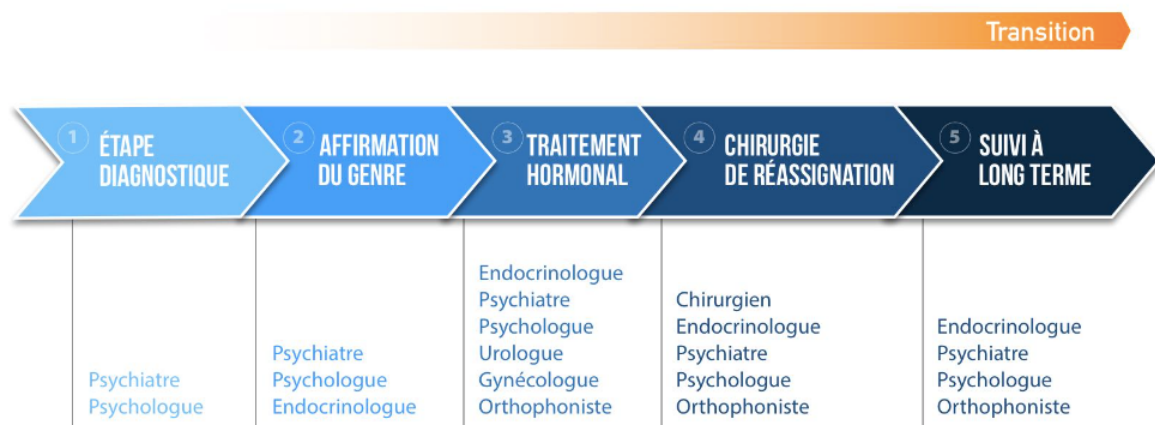 Transition
1
ÉTAPE
DIAGNOSTIQUE
2
AFFIRMATION
DU GENRE
3
TRAITEMENT
HORMONAL
4
CHIRURGIE
DE RÉASSIGNATION
5
SUIVI À
LONG TERME
Psychiatre
Psychologue
Psychiatre
Psychologue
Endocrinologue
Endocrinologue
Psychiatre
Psychologue
Urologue
Gynécologue
Orthophoniste
Chirurgien
Endocrinologue
Psychiatre
Psychologue
Orthophoniste
Endocrinologue
Psychiatre
Psychologue
Orthophoniste